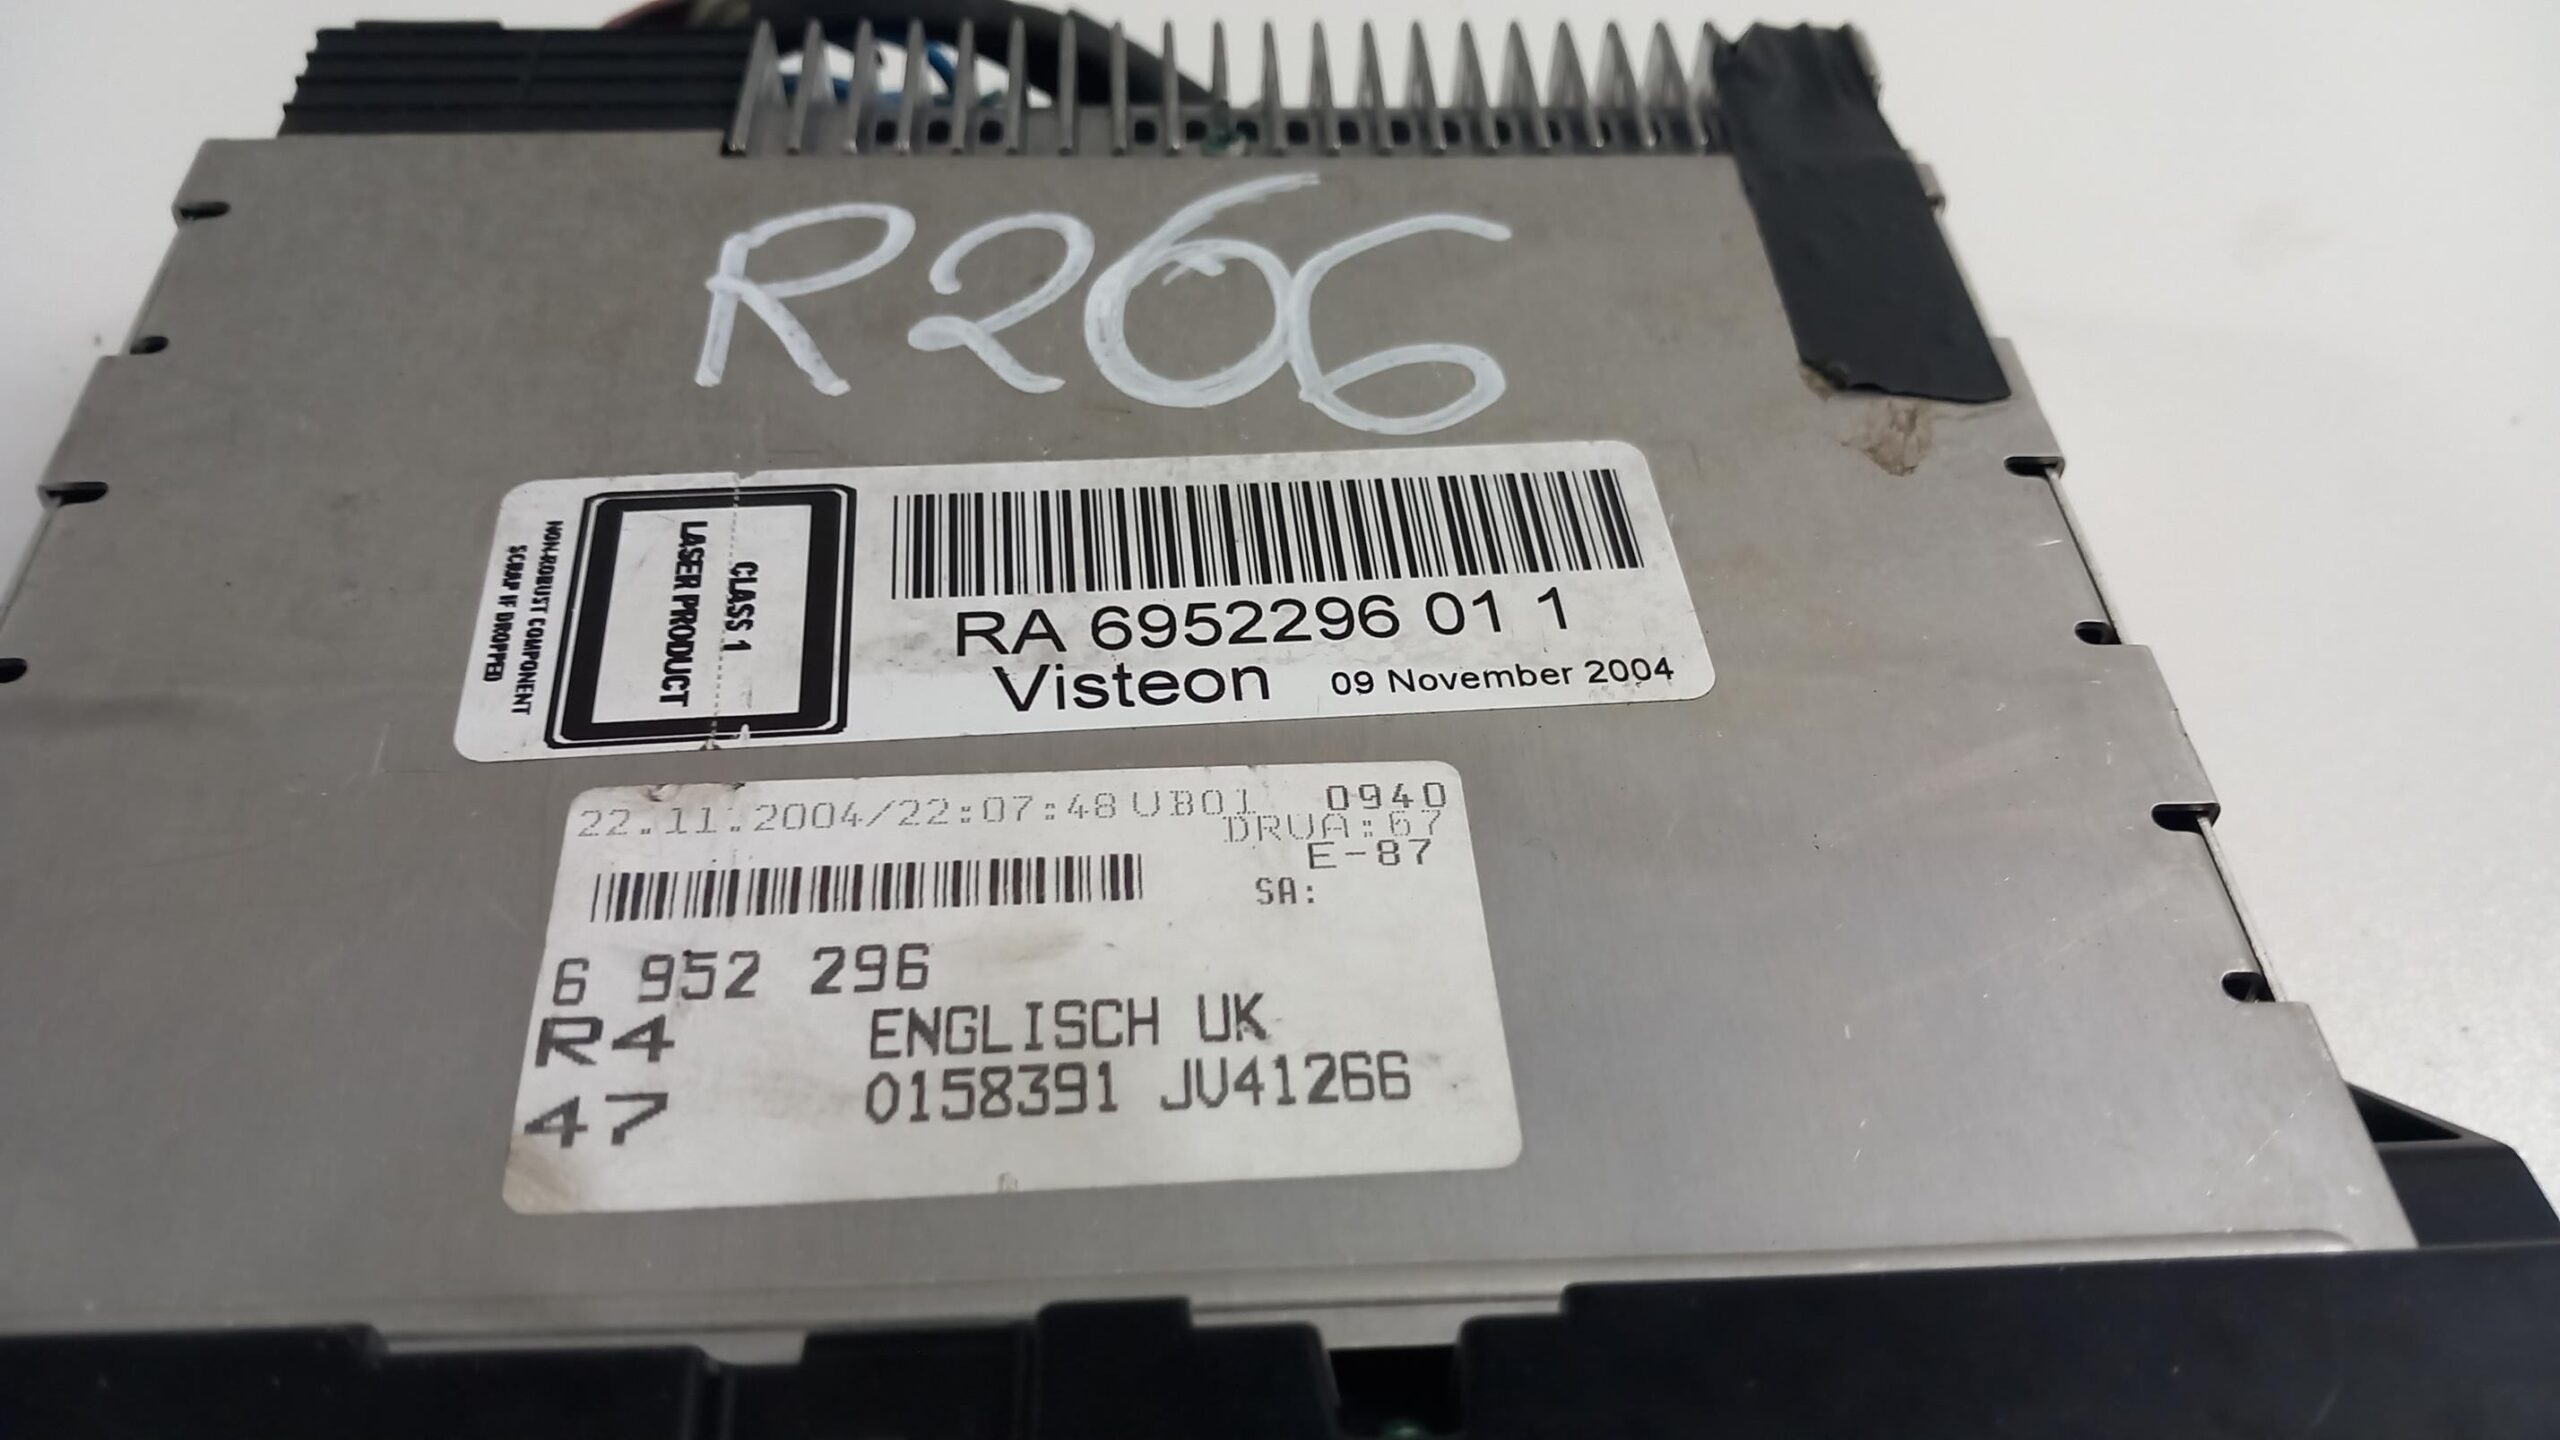 R266
NON-ROBUST COMPONENT
SCRAP IF DROPPED
CLASS 1
LASER PRODUCT
RA 6952296 01 1
Visteon 09 November 2004
22.11.2004/22:07:48 UB01 0940
DRVA:67
E-87
SA:
6 952 296
R4 ENGLISCH UK
47 0158391 JV41266